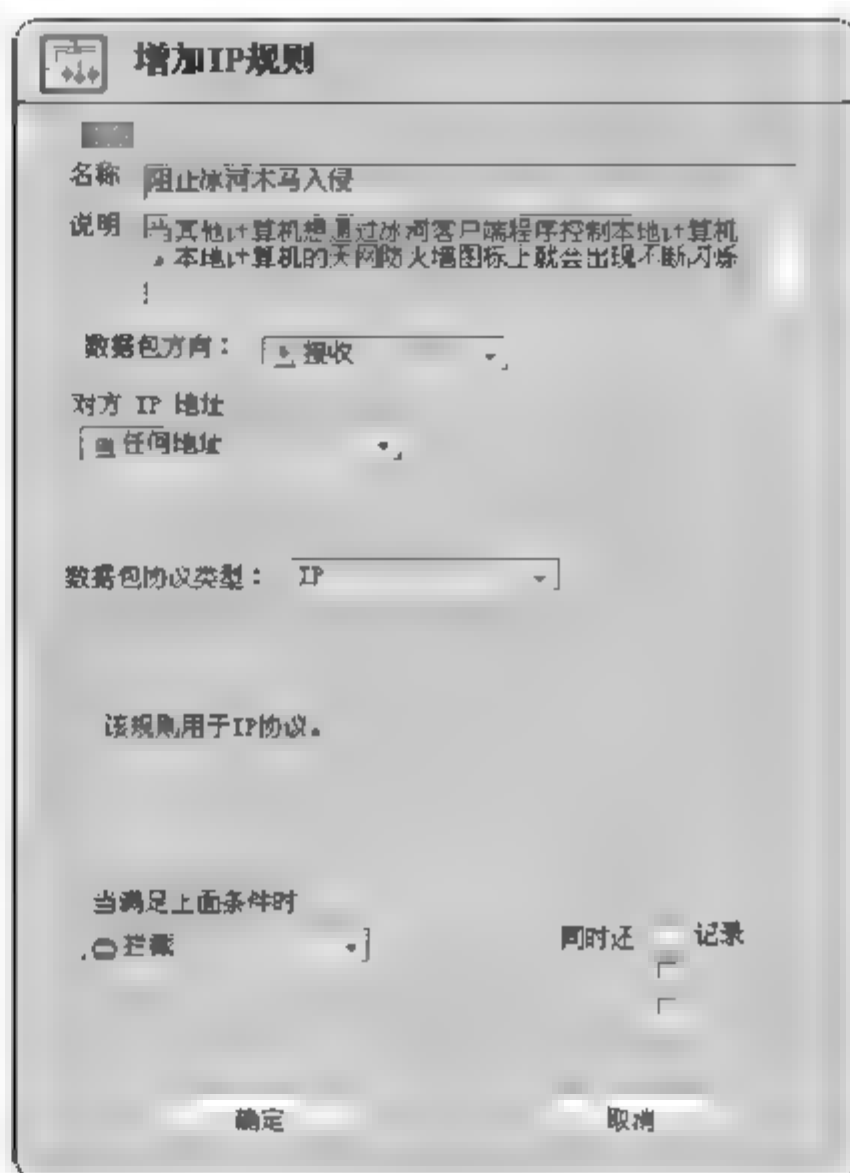 增加IP规则
名称 阻止冰河木马入侵
说明 当其他计算机想通过冰河客户端程序控制本地计算机
，本地计算机的天网防火墙图标上就会出现不断闪烁
数据包方向： 接收
对方 IP 地址
任何地址
数据包协议类型： IP
该规则用于IP协议。
当满足上面条件时
拦截
同时还 记录
确定 取消